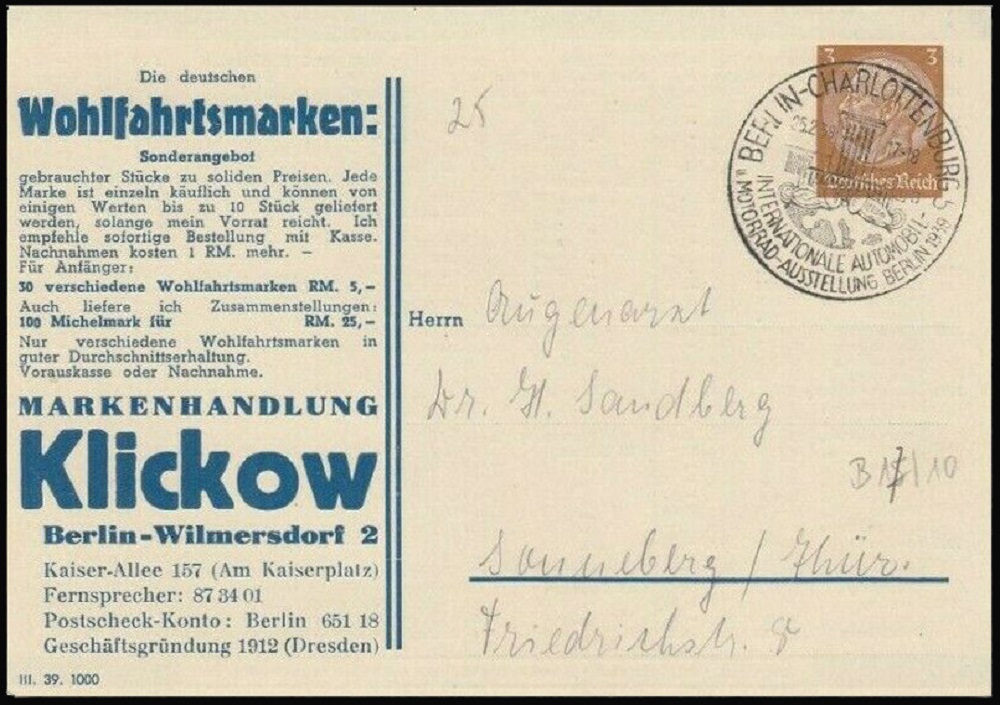 Die deutschen
Wohlfahrtsmarken:
Sonderangebot
gebrauchter Stücke zu soliden Preisen. Jede
Marke ist einzeln käuflich und können von
einigen Werten bis zu 10 Stück geliefert
werden, solange mein Vorrat reicht. Ich
empfehle sofortige Bestellung mit Kasse.
Nachnahmen kosten 1 RM. mehr. —
Für Anfänger:
30 verschiedene Wohlfahrtsmarken RM. 5,–
Auch liefere ich Zusammenstellungen:
100 Michelmark für RM. 25,–
Nur verschiedene Wohlfahrtsmarken in
guter Durchschnittserhaltung.
Vorauskasse oder Nachnahme.
MARKENHANDLUNG
Klickow
Berlin-Wilmersdorf 2
Kaiser-Allee 157 (Am Kaiserplatz)
Fernsprecher: 87 34 01
Postscheck-Konto: Berlin 651 18
Geschäftsgründung 1912 (Dresden)
III. 39. 1000
25
3 3
Deutsches Reich
BERLIN-CHARLOTTENBURG 5
17-18
INTERNATIONALE AUTOMOBIL-
u. MOTORRAD-AUSSTELLUNG BERLIN 1939
Herrn Augenarzt
Dr. H. Sandberg
Sonneberg / Thür.
Friedrichstr. 8